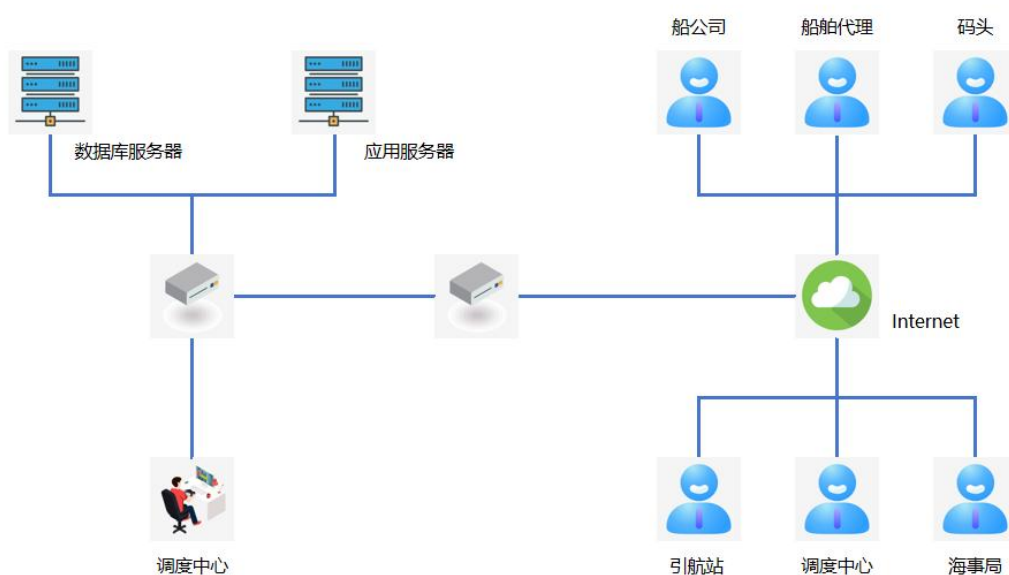 船公司
船舶代理
码头
数据库服务器
应用服务器
Internet
调度中心
引航站
调度中心
海事局